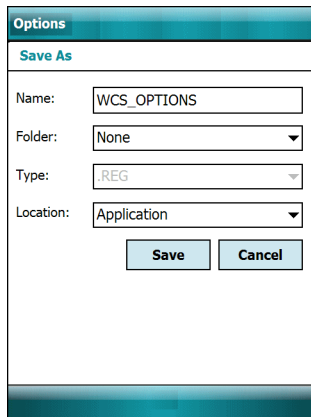 Options
Save As
Name: WCS_OPTIONS
Folder: None
Type: .REG
Location: Application
Save Cancel